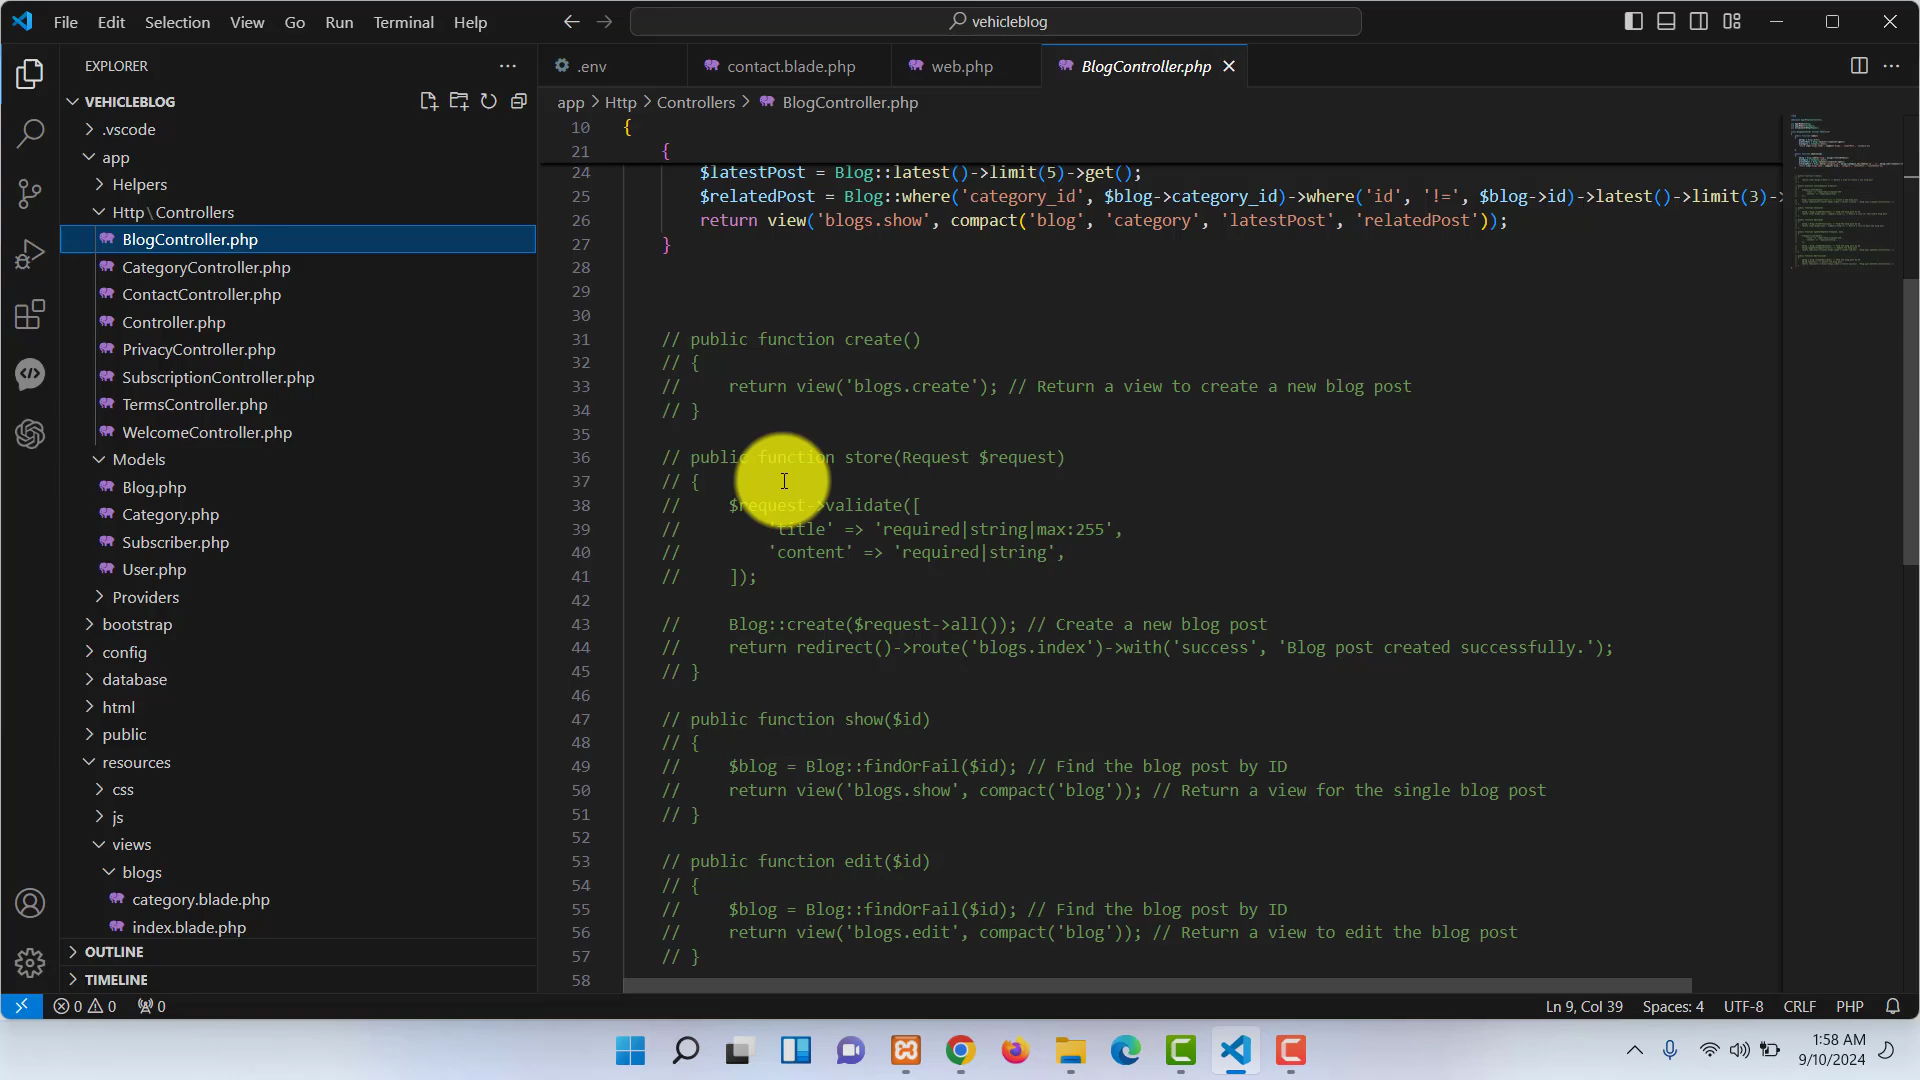 File Edit Selection View Go Run Terminal Help
vehicleblog
EXPLORER
.env contact.blade.php web.php BlogController.php
VEHICLEBLOG
app > Http > Controllers > BlogController.php
.vscode
app
Helpers
Http\Controllers
BlogController.php
CategoryController.php
ContactController.php
Controller.php
PrivacyController.php
SubscriptionController.php
TermsController.php
WelcomeController.php
Models
Blog.php
Category.php
Subscriber.php
User.php
Providers
bootstrap
config
database
html
public
resources
css
js
views
blogs
category.blade.php
index.blade.php
OUTLINE
TIMELINE
10 {
21 {
24 $latestPost = Blog::latest()->limit(5)->get();
25 $relatedPost = Blog::where('category_id', $blog->category_id)->where('id', '!=', $blog->id)->latest()->limit(3)->
26 return view('blogs.show', compact('blog', 'category', 'latestPost', 'relatedPost'));
27 }
28
29
30
31 // public function create()
32 // {
33 // return view('blogs.create'); // Return a view to create a new blog post
34 // }
35
36 // public function store(Request $request)
37 // {
38 // $request->validate([
39 // 'title' => 'required|string|max:255',
40 // 'content' => 'required|string',
41 // ]);
42
43 // Blog::create($request->all()); // Create a new blog post
44 // return redirect()->route('blogs.index')->with('success', 'Blog post created successfully.');
45 // }
46
47 // public function show($id)
48 // {
49 // $blog = Blog::findOrFail($id); // Find the blog post by ID
50 // return view('blogs.show', compact('blog')); // Return a view for the single blog post
51 // }
52
53 // public function edit($id)
54 // {
55 // $blog = Blog::findOrFail($id); // Find the blog post by ID
56 // return view('blogs.edit', compact('blog')); // Return a view to edit the blog post
57 // }
58
0 0 0 Ln 9, Col 39 Spaces: 4 UTF-8 CRLF PHP
1:58 AM
9/10/2024